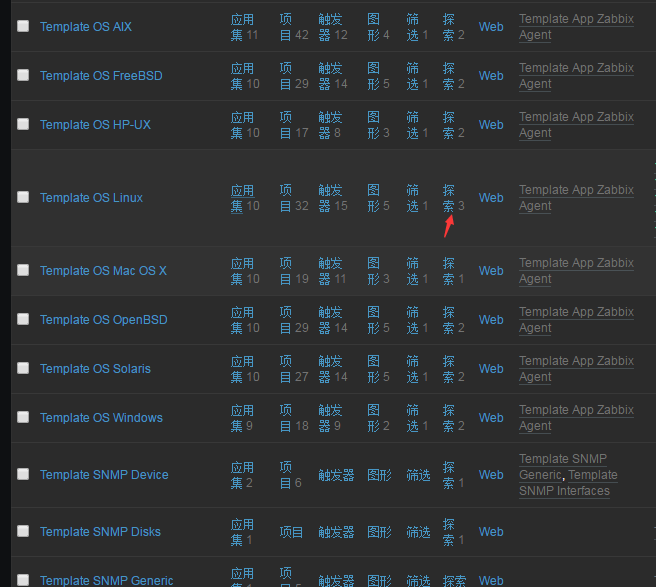 Template OS AIX 应用集 11 项目 42 触发器 12 图形 4 筛选 1 探索 2 Web Template App Zabbix Agent
Template OS FreeBSD 应用集 10 项目 29 触发器 14 图形 5 筛选 1 探索 2 Web Template App Zabbix Agent
Template OS HP-UX 应用集 10 项目 17 触发器 8 图形 3 筛选 1 探索 2 Web Template App Zabbix Agent
Template OS Linux 应用集 10 项目 32 触发器 15 图形 5 筛选 1 探索 3 Web Template App Zabbix Agent
Template OS Mac OS X 应用集 10 项目 19 触发器 11 图形 3 筛选 1 探索 1 Web Template App Zabbix Agent
Template OS OpenBSD 应用集 10 项目 29 触发器 14 图形 5 筛选 1 探索 2 Web Template App Zabbix Agent
Template OS Solaris 应用集 10 项目 27 触发器 14 图形 5 筛选 1 探索 2 Web Template App Zabbix Agent
Template OS Windows 应用集 9 项目 18 触发器 9 图形 2 筛选 1 探索 2 Web Template App Zabbix Agent
Template SNMP Device 应用集 2 项目 6 触发器 图形 筛选 探索 1 Web Template SNMP Generic, Template SNMP Interfaces
Template SNMP Disks 应用集 1 项目 触发器 图形 筛选 探索 1 Web
Template SNMP Generic 应用 项 触发器 图形 筛选 探索 Web